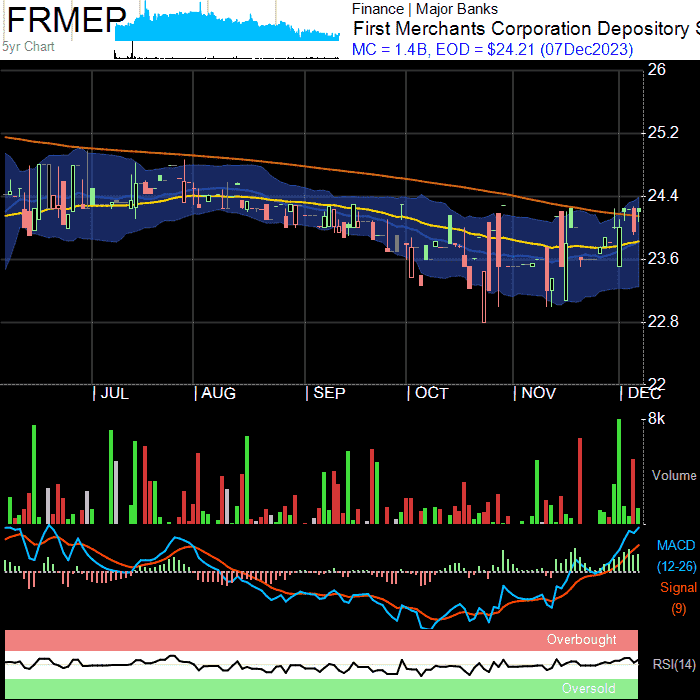 FRMEP
5yr Chart
Finance | Major Banks
First Merchants Corporation Depository S
MC = 1.4B, EOD = $24.21 (07Dec2023)
26
25.2
24.4
23.6
22.8
22
JUL AUG SEP OCT NOV DEC
8k
Volume
MACD
(12-26)
Signal
(9)
Overbought
RSI(14)
Oversold